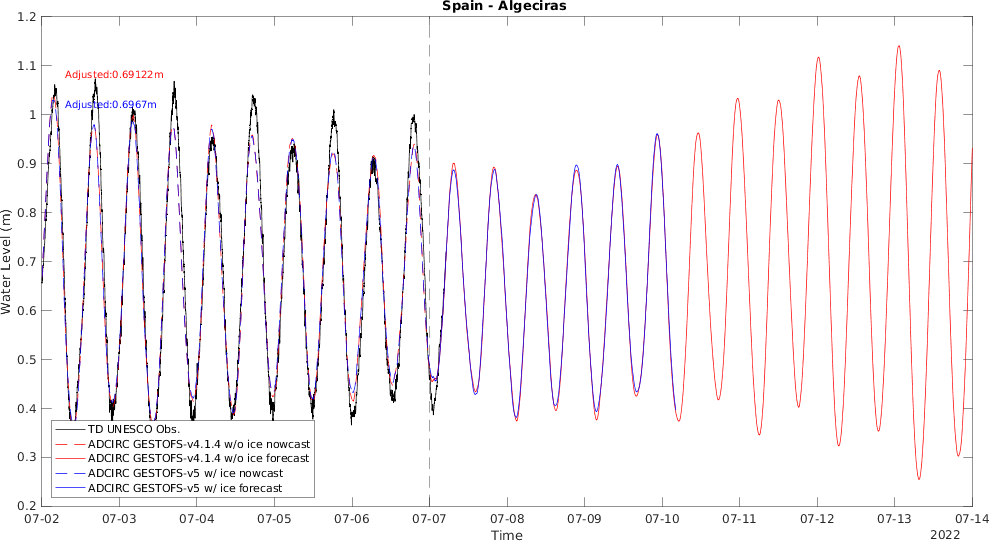 Spain - Algeciras
1.2
1.1
1
0.9
0.8
0.7
0.6
0.5
0.4
0.3
0.2
Water Level (m)
Adjusted:0.69122m
Adjusted:0.6967m
TD UNESCO Obs.
ADCIRC GESTOFS-v4.1.4 w/o ice nowcast
ADCIRC GESTOFS-v4.1.4 w/o ice forecast
ADCIRC GESTOFS-v5 w/ ice nowcast
ADCIRC GESTOFS-v5 w/ ice forecast
07-02 07-03 07-04 07-05 07-06 07-07 07-08 07-09 07-10 07-11 07-12 07-13 07-14
Time
2022